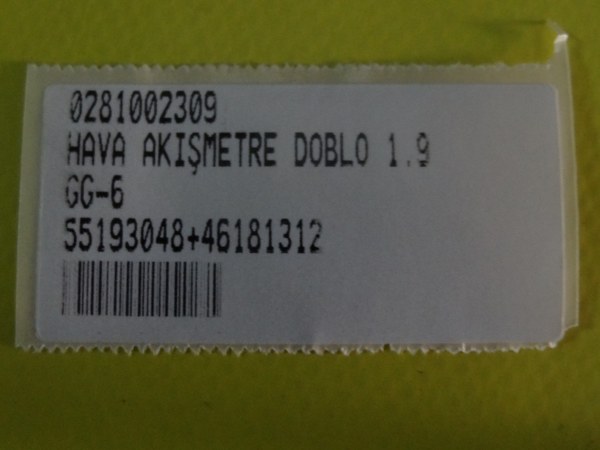 0281002309
HAVA AKIŞMETRE DOBLO 1.9
GG-6
55193048+46181312